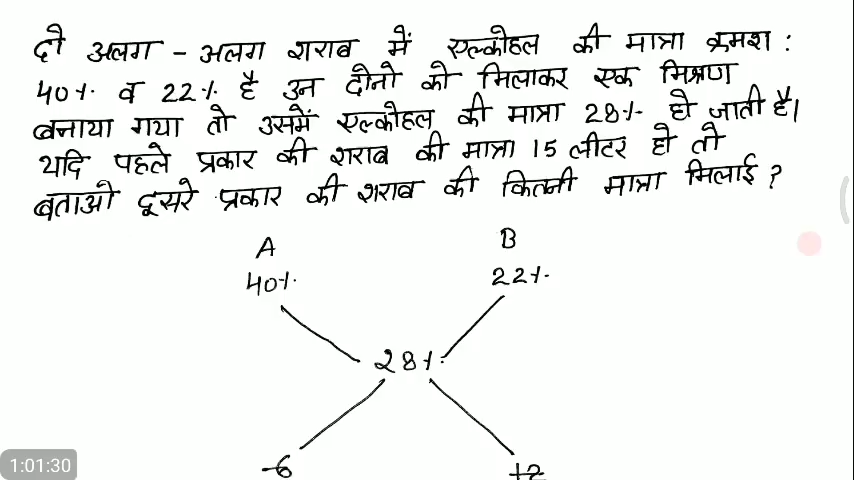 दो अलग - अलग शराब में एल्कोहल की मात्रा क्रमश :
40% व 22% है उन दोनो को मिलाकर एक मिश्रण
बनाया गया तो उसमें एल्कोहल की मात्रा 28% हो जाती है।
यदि पहले प्रकार की शराब की मात्रा 15 लीटर हो तो
बताओ दूसरे प्रकार की शराब की कितनी मात्रा मिलाई ?
A B
40% 22%
28%
6 12
1:01:30